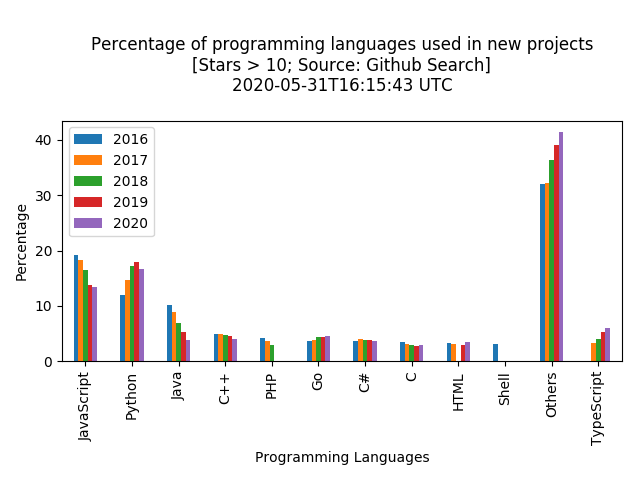 Percentage of programming languages used in new projects
[Stars > 10; Source: Github Search]
2020-05-31T16:15:43 UTC
40
30
20
10
0
Percentage
2016
2017
2018
2019
2020
JavaScript
Python
Java
C++
PHP
Go
C#
C
HTML
Shell
Others
TypeScript
Programming Languages